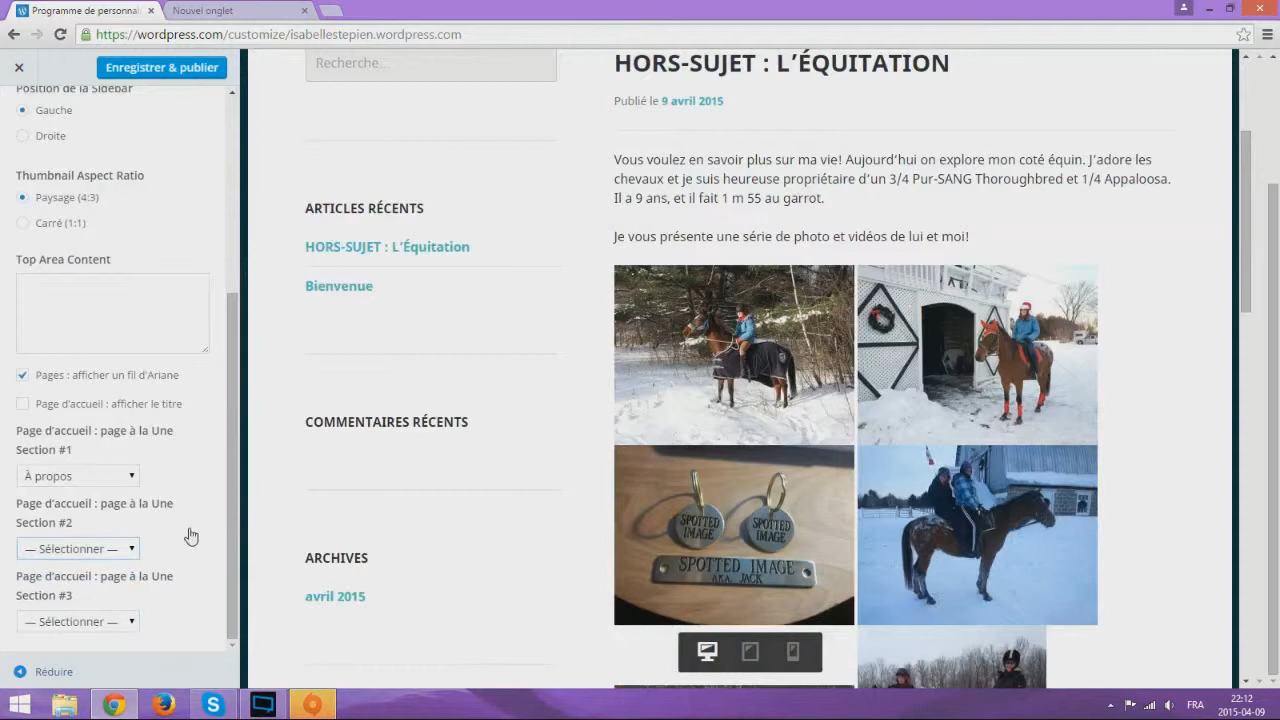 Programme de personnal
Nouvel onglet
https://wordpress.com/customize/isabellestepien.wordpress.com
Enregistrer & publier
Position de la Sidebar
Gauche
Droite
Thumbnail Aspect Ratio
Paysage (4:3)
Carré (1:1)
Top Area Content
Pages : afficher un fil d'Ariane
Page d'accueil : afficher le titre
Page d'accueil : page à la Une
Section #1
À propos
Page d'accueil : page à la Une
Section #2
— Sélectionner —
Page d'accueil : page à la Une
Section #3
— Sélectionner —
Réduire
Recherche...
ARTICLES RÉCENTS
HORS-SUJET : L'Équitation
Bienvenue
COMMENTAIRES RÉCENTS
ARCHIVES
avril 2015
HORS-SUJET : L'ÉQUITATION
Publié le 9 avril 2015
Vous voulez en savoir plus sur ma vie! Aujourd'hui on explore mon coté équin. J'adore les
chevaux et je suis heureuse propriétaire d'un 3/4 Pur-SANG Thoroughbred et 1/4 Appaloosa.
Il a 9 ans, et il fait 1 m 55 au garrot.
Je vous présente une série de photo et vidéos de lui et moi!
SPOTTED
IMAGE
SPOTTED
IMAGE
SPOTTED IMAGE
A.K.A. JACK
FR
22:12
2015-04-09